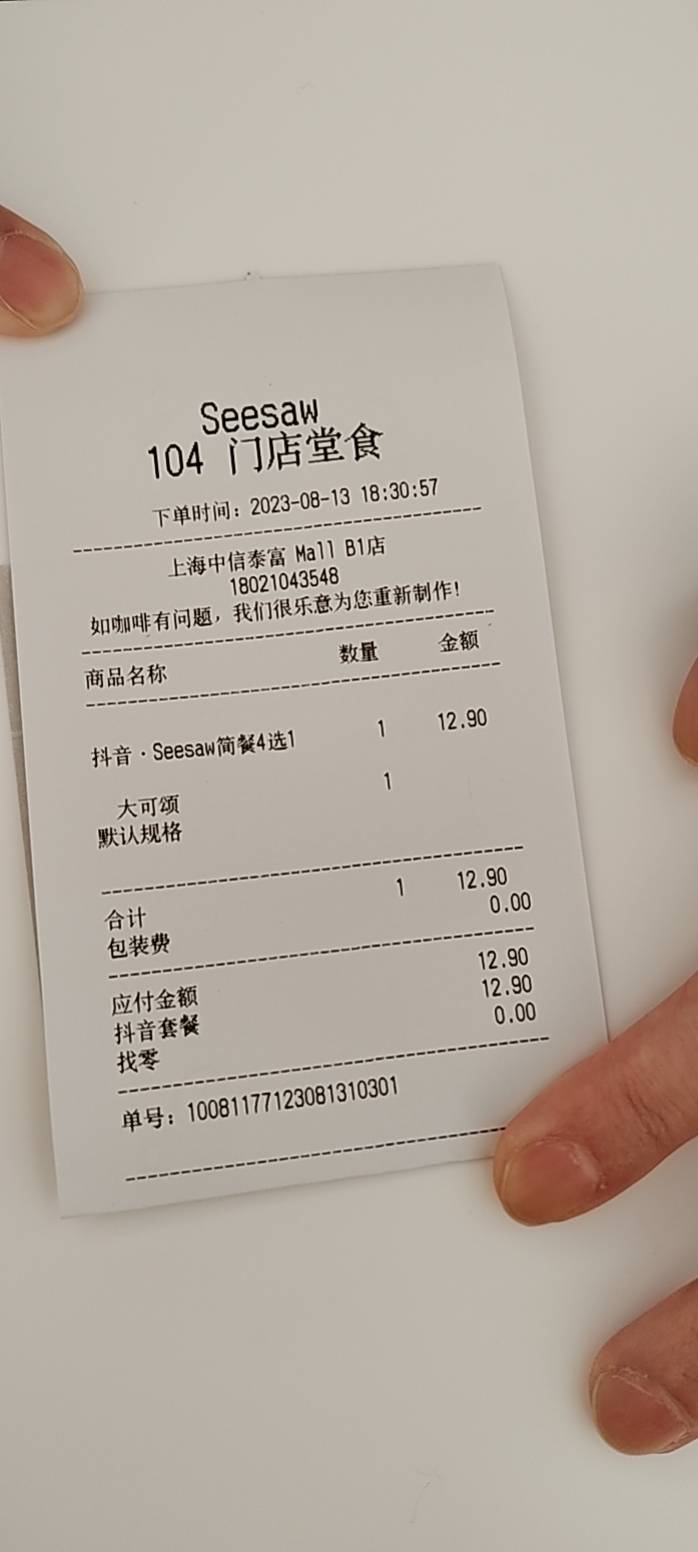 Seesaw
104 门店堂食
下单时间：2023-08-13 18:30:57
上海中信泰富 Mall B1店
18021043548
如咖啡有问题，我们很乐意为您重新制作！
商品名称 数量 金额
抖音·Seesaw简餐4选1 1 12.90
大可颂 1
默认规格
合计 1 12.90
包装费 0.00
应付金额 12.90
抖音套餐 12.90
找零 0.00
单号：10081177123081310301